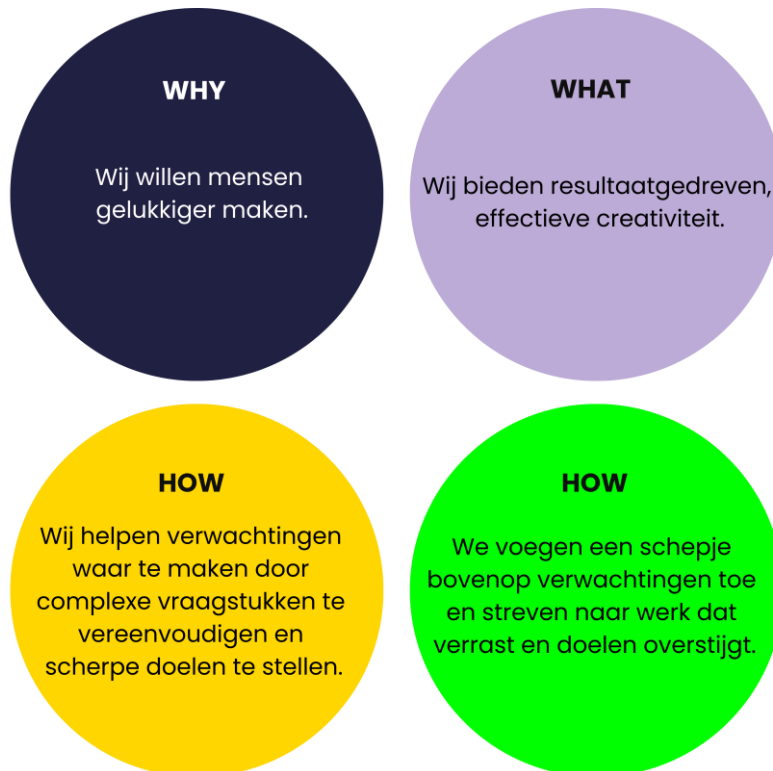 WHY
Wij willen mensen
gelukkiger maken.
WHAT
Wij bieden resultaatgedreven,
effectieve creativiteit.
HOW
Wij helpen verwachtingen
waar te maken door
complexe vraagstukken te
vereenvoudigen en
scherpe doelen te stellen.
HOW
We voegen een schepje
bovenop verwachtingen toe
en streven naar werk dat
verrast en doelen overstijgt.